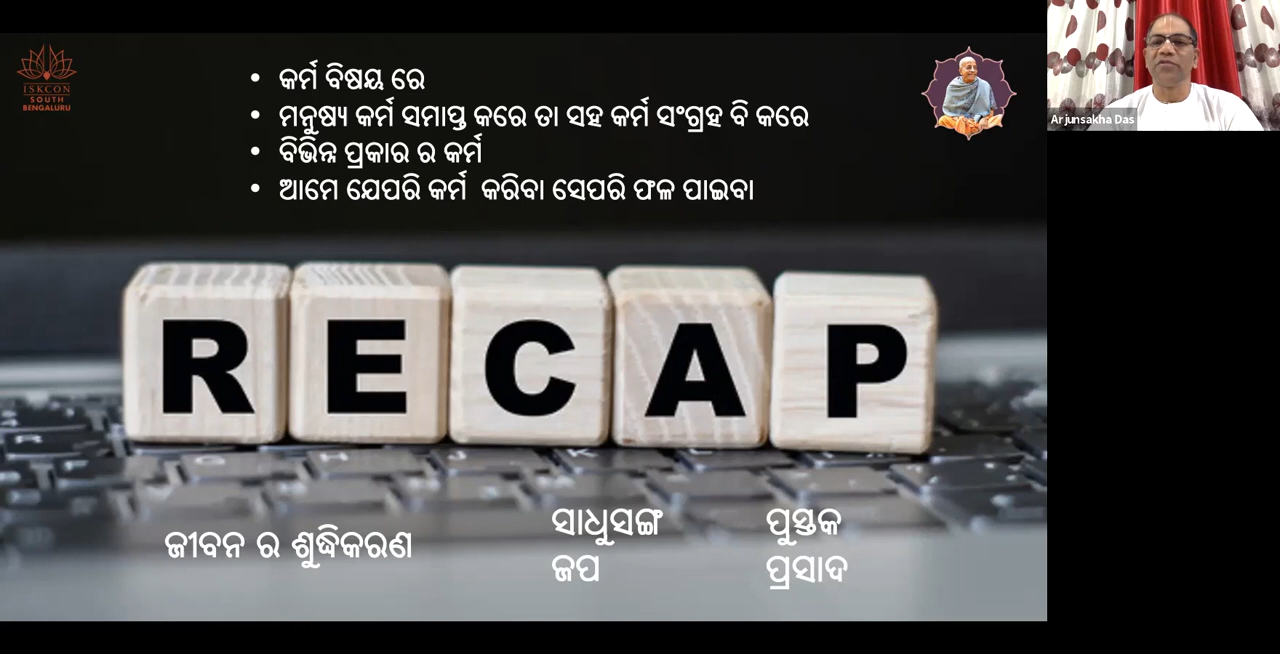 ISKCON
SOUTH
BENGALURU
• କର୍ମ ବିଷୟ ରେ
• ମନୁଷ୍ୟ କର୍ମ ସମାପ୍ତ କରେ ତା ସହ କର୍ମ ସଂଗ୍ରହ ବି କରେ
• ବିଭିନ୍ନ ପ୍ରକାର ର କର୍ମ
• ଆମେ ଯେପରି କର୍ମ କରିବା ସେପରି ଫଳ ପାଇବା
Arjunsakha Das
RECAP
ଜୀବନ ର ଶୁଦ୍ଧିକରଣ
ସାଧୁସଙ୍ଗ
ଜପ
ପୁସ୍ତକ
ପ୍ରସାଦ